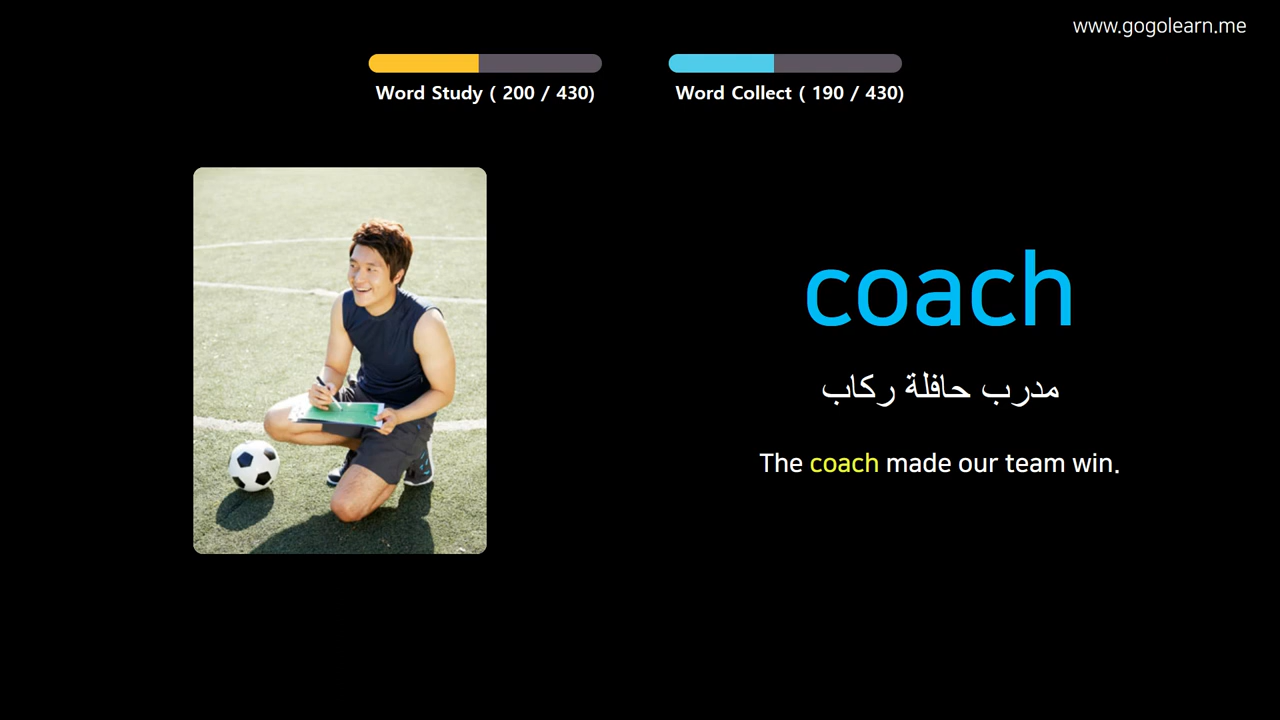 www.gogolearn.me
Word Study ( 200 / 430)
Word Collect ( 190 / 430)
coach
مدرب حافلة ركاب
The coach made our team win.